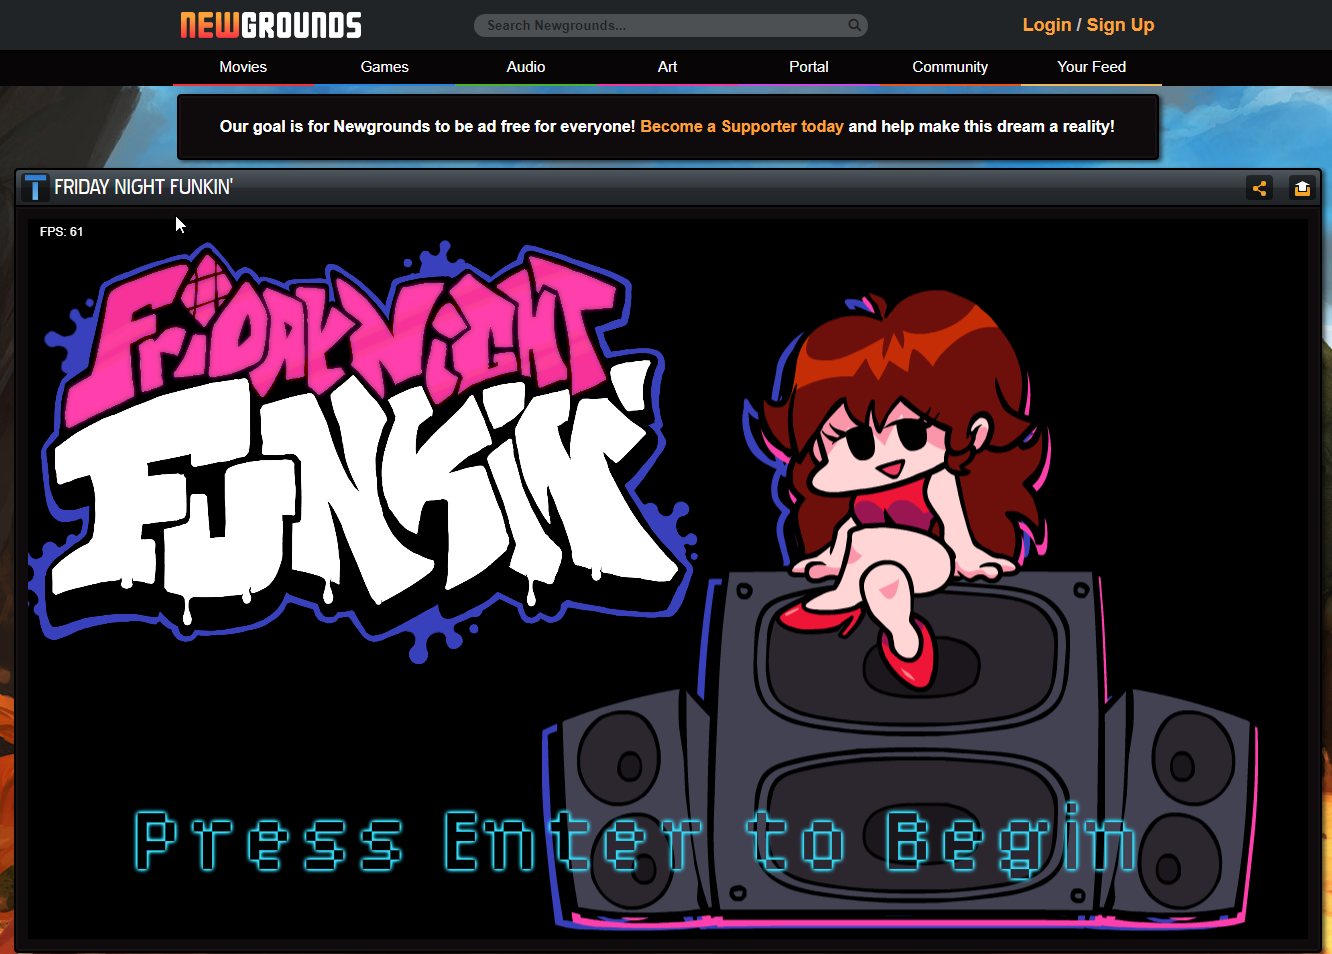 NEWGROUNDS
Search Newgrounds...
Login / Sign Up
Movies Games Audio Art Portal Community Your Feed
Our goal is for Newgrounds to be ad free for everyone! Become a Supporter today and help make this dream a reality!
T FRIDAY NIGHT FUNKIN'
FPS: 61
FRIDAY NIGHT
FUNKIN'
Press Enter to Begin